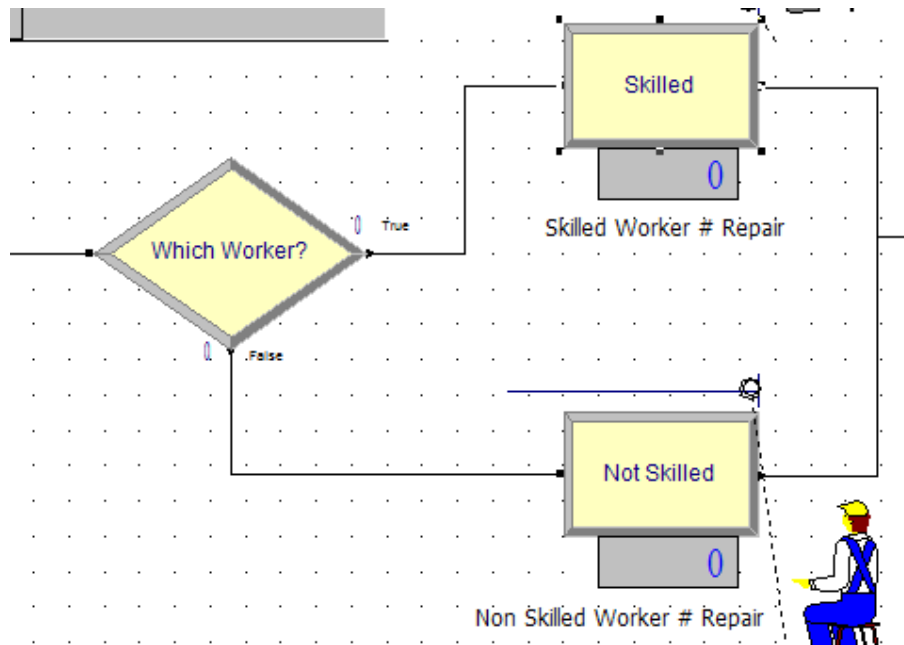 Skilled
0
Skilled Worker # Repair
0 True
Which Worker?
0 False
Not Skilled
0
Non Skilled Worker # Repair